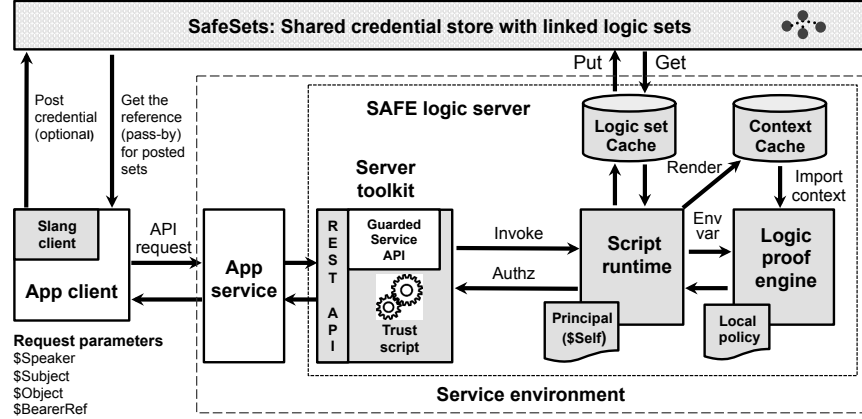 SafeSets: Shared credential store with linked logic sets
Post
credential
(optional)
Get the
reference
(pass-by)
for posted
sets
Put
Get
SAFE logic server
Logic set
Cache
Context
Cache
Render
Import
context
Server
toolkit
Slang
client
App client
API
request
App
service
REST API
Guarded
Service
API
Trust
script
Invoke
Authz
Script
runtime
Env
var
Logic
proof
engine
Principal
($Self)
Local
policy
Request parameters
$Speaker
$Subject
$Object
$BearerRef
Service environment